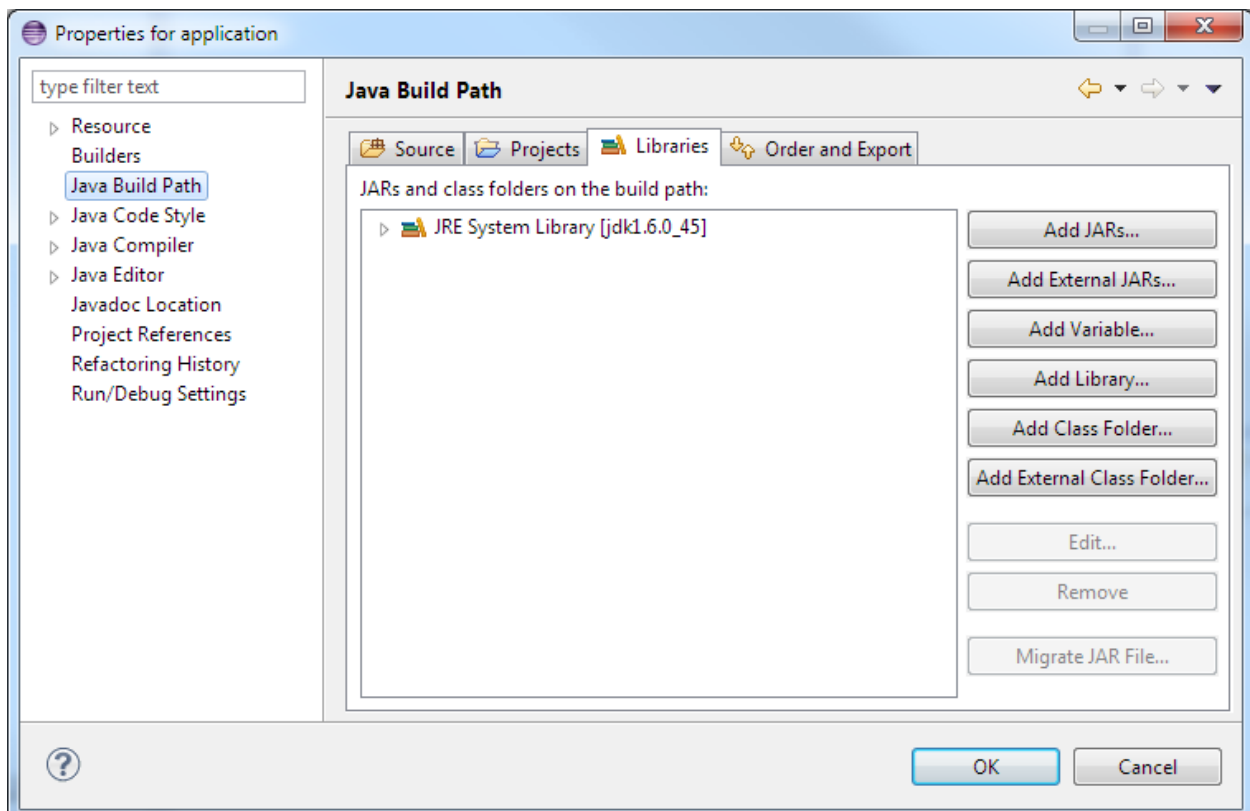 Properties for application
type filter text
Resource
Builders
Java Build Path
Java Code Style
Java Compiler
Java Editor
Javadoc Location
Project References
Refactoring History
Run/Debug Settings
Java Build Path
Source Projects Libraries Order and Export
JARs and class folders on the build path:
JRE System Library [jdk1.6.0_45]
Add JARs...
Add External JARs...
Add Variable...
Add Library...
Add Class Folder...
Add External Class Folder...
Edit...
Remove
Migrate JAR File...
OK Cancel